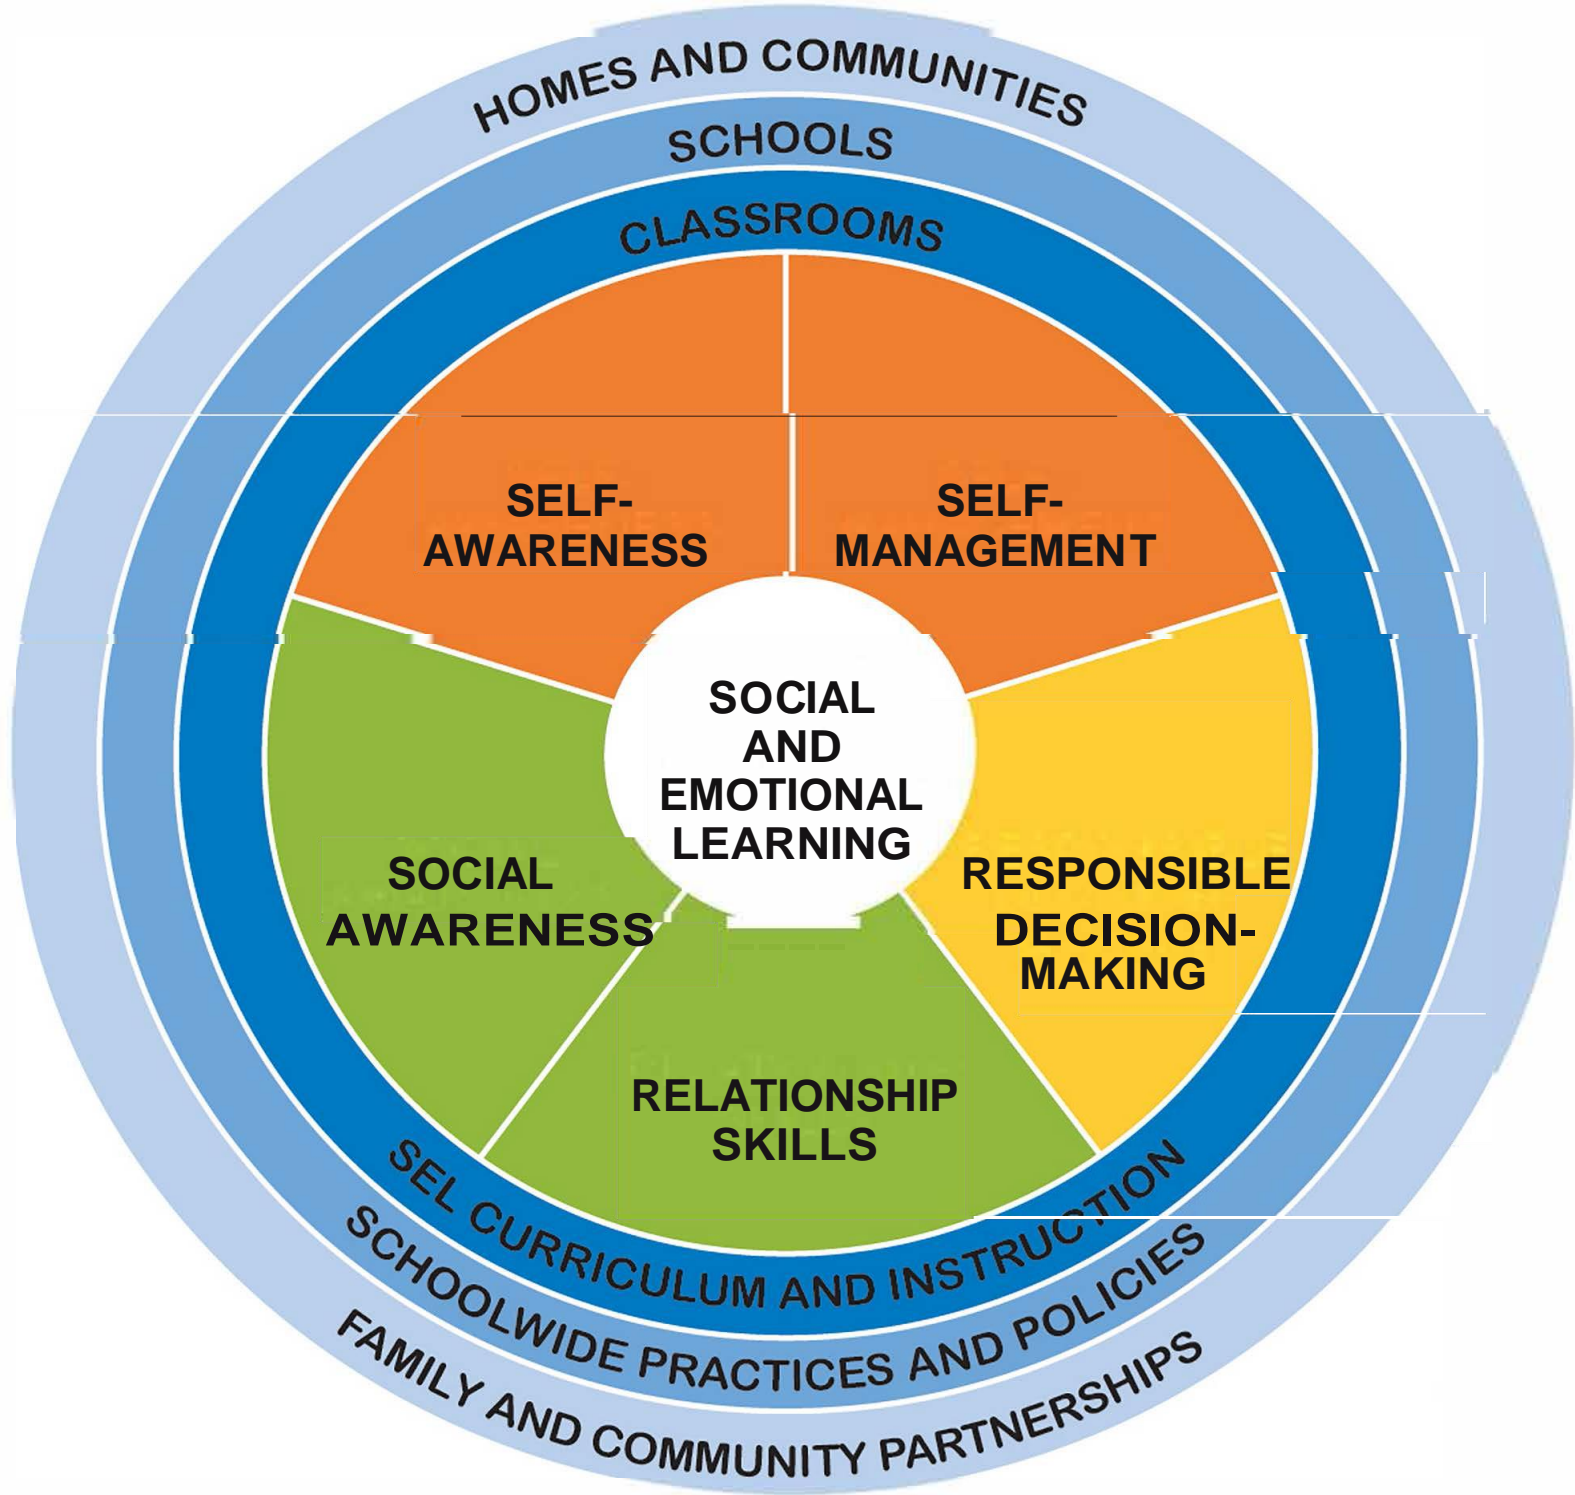 HOMES AND COMMUNITIES
SCHOOLS
CLASSROOMS
SELF-
AWARENESS
SELF-
MANAGEMENT
SOCIAL
AND
EMOTIONAL
LEARNING
SOCIAL
AWARENESS
RESPONSIBLE
DECISION-
MAKING
RELATIONSHIP
SKILLS
SEL CURRICULUM AND INSTRUCTION
SCHOOLWIDE PRACTICES AND POLICIES
FAMILY AND COMMUNITY PARTNERSHIPS